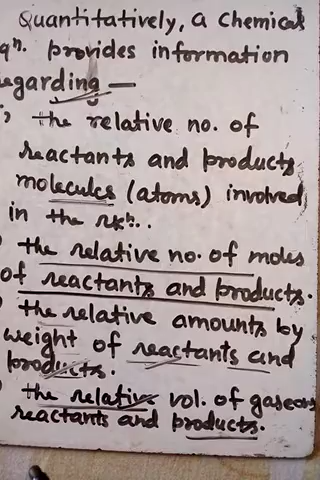 Quantitatively, a Chemical
qn. provides information
egarding —
the relative no. of
reactants and products
molecules (atoms) involved
in the rxn..
the relative no. of moles
of reactants and products.
the relative amounts by
weight of reactants and
products.
the relative vol. of gaseous
reactants and products.